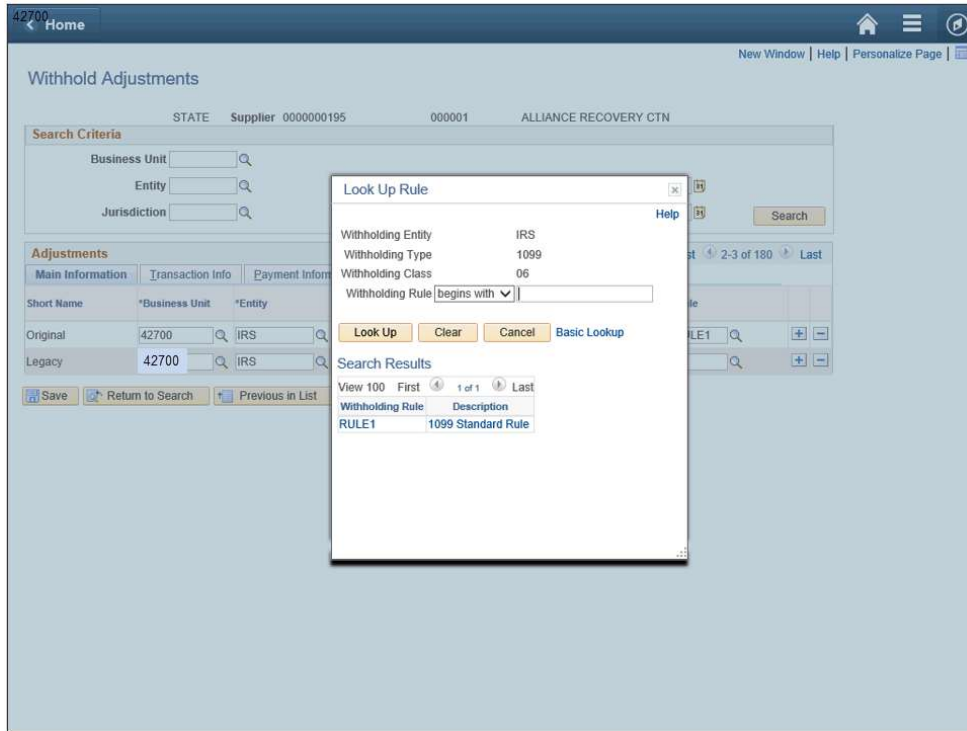 42700
Home
New Window | Help | Personalize Page |
Withhold Adjustments
STATE Supplier 0000000195 000001 ALLIANCE RECOVERY CTN
Search Criteria
Business Unit
Entity
Jurisdiction
Search
Adjustments
2-3 of 180 Last
Main Information Transaction Info Payment
Short Name *Business Unit *Entity
Original 42700 IRS
Legacy 42700 IRS
Save Return to Search Previous in List
Look Up Rule
Help
Withholding Entity IRS
Withholding Type 1099
Withholding Class 06
Withholding Rule begins with
Look Up Clear Cancel Basic Lookup
Search Results
View 100 First 1 of 1 Last
Withholding Rule Description
RULE1 1099 Standard Rule